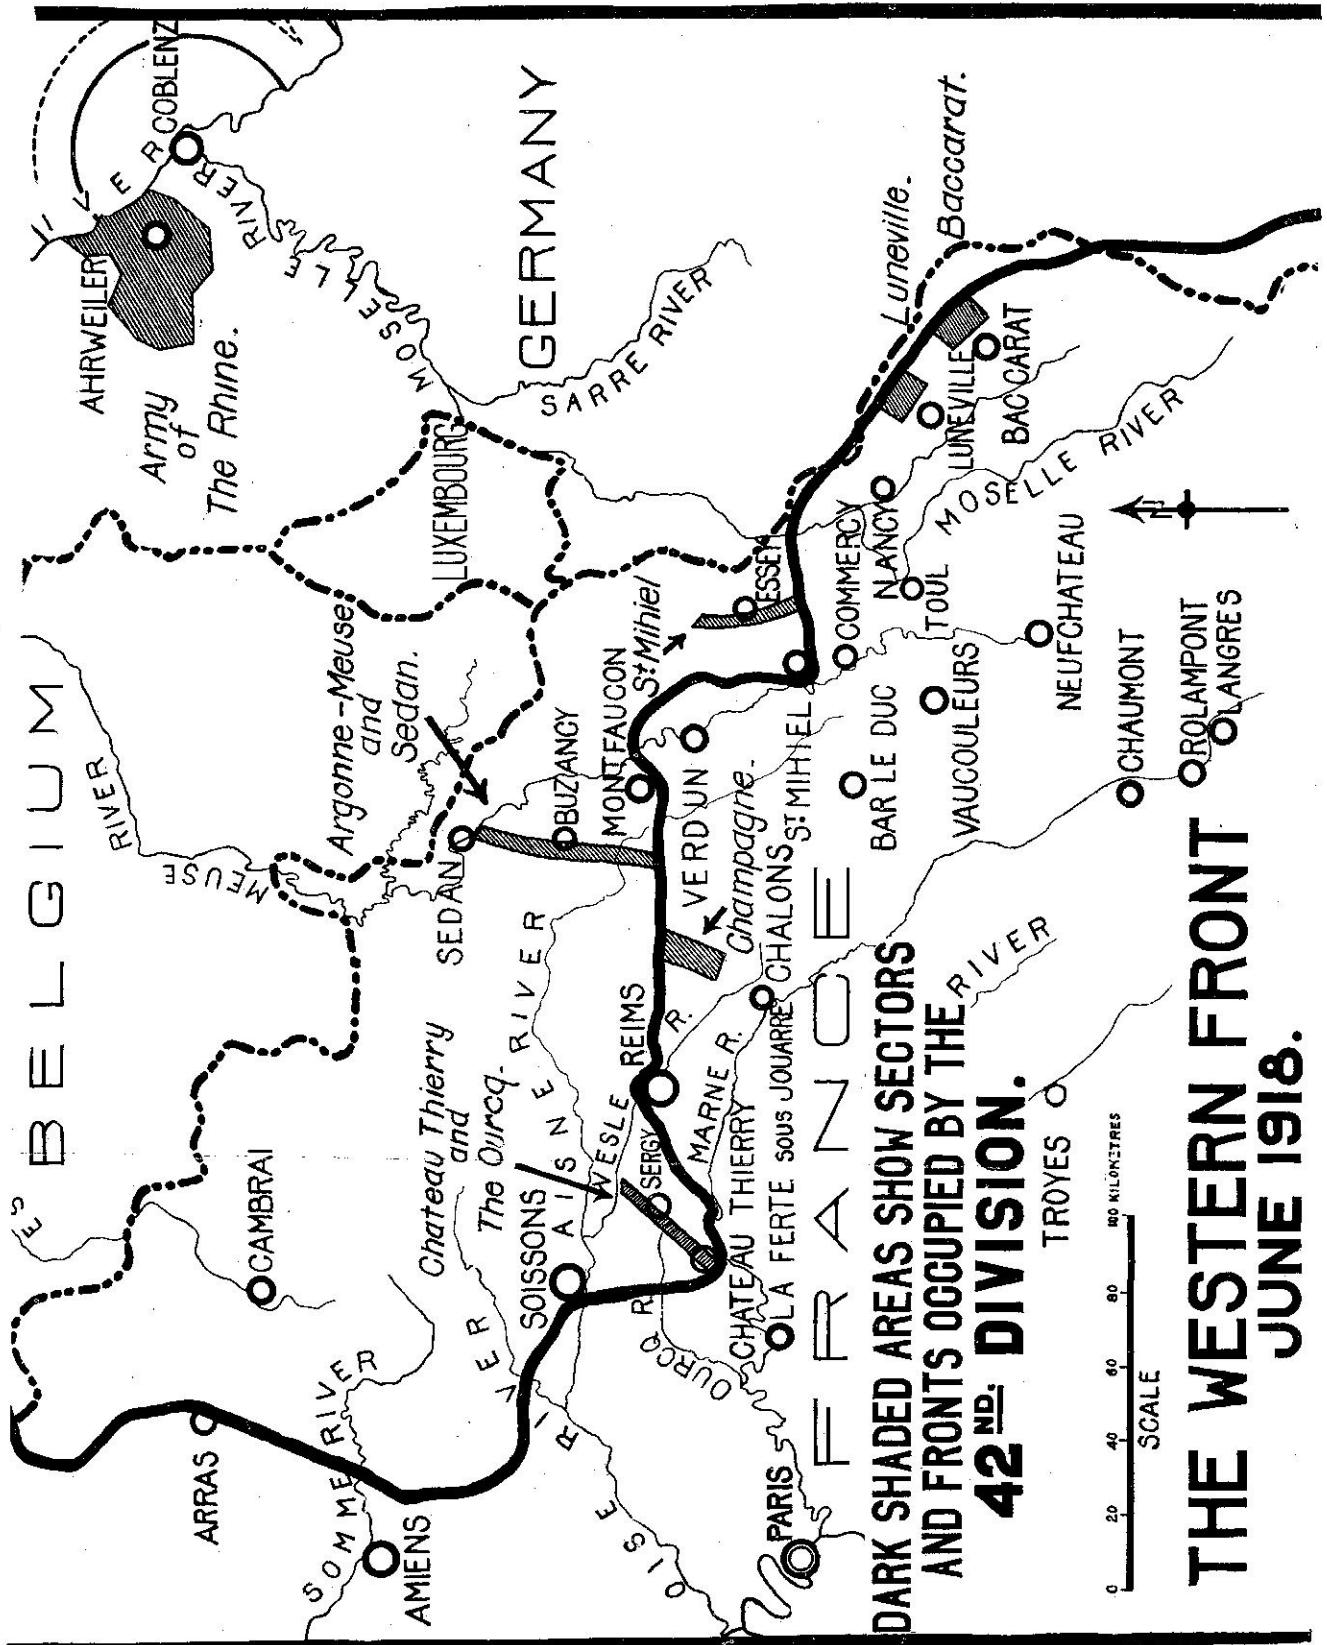 BELGIUM
RIVER
MEUSE
ES
CAMBRAI
ARRAS
SOMME RIVER
AMIENS
AHRWEILER
COBLENZ
IVER
Army
of
The Rhine.
MOSELLE RIVER
LUXEMBOURG
GERMANY
SARRE RIVER
Argonne-Meuse
and
Sedan.
SEDAN
BUZANCY
MONTFAUCON
St Mihiel
ESSEY
Luneville.
Baccarat.
Chateau Thierry
and
The Ourcq.
SOISSONS
AISNE RIVER
VESLE R.
REIMS
SERGY
OURCQ R.
MARNE R.
CHATEAU THIERRY
LA FERTE SOUS JOUARRE
OISE RIVER
PARIS
Champagne.
CHALONS
VERDUN
ST MIHIEL
COMMERCY
NANCY
LUNEVILLE
BACCARAT
TOUL
MOSELLE RIVER
BAR LE DUC
VAUCOULEURS
NEUFCHATEAU
CHAUMONT
ROLAMPONT
LANGRES
N
FRANCE
RIVER
TROYES
DARK SHADED AREAS SHOW SECTORS
AND FRONTS OCCUPIED BY THE
42ND. DIVISION.
0 20 40 60 80 100 KILOMETRES
SCALE
THE WESTERN FRONT
JUNE 1918.